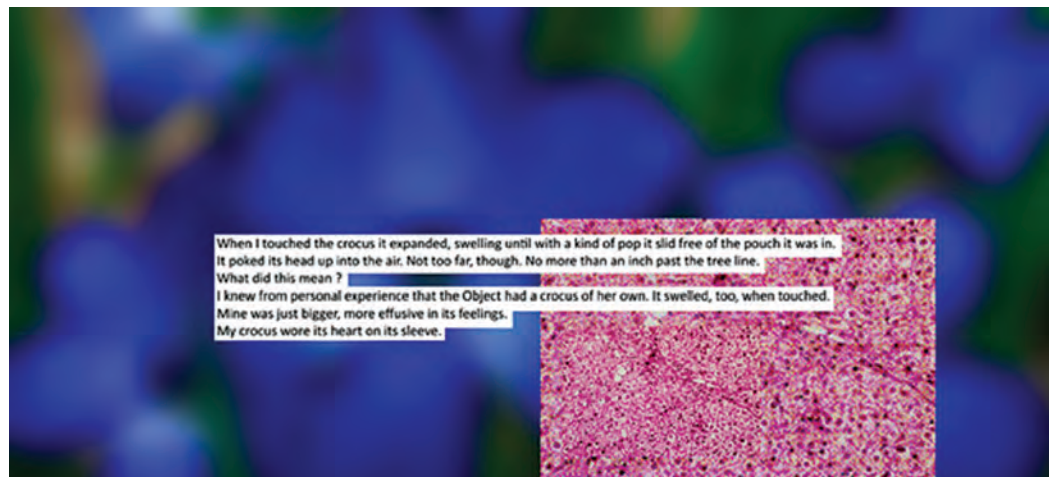 When I touched the crocus it expanded, swelling until with a kind of pop it slid free of the pouch it was in.
It poked its head up into the air. Not too far, though. No more than an inch past the tree line.
What did this mean ?
I knew from personal experience that the Object had a crocus of her own. It swelled, too, when touched.
Mine was just bigger, more effusive in its feelings.
My crocus wore its heart on its sleeve.